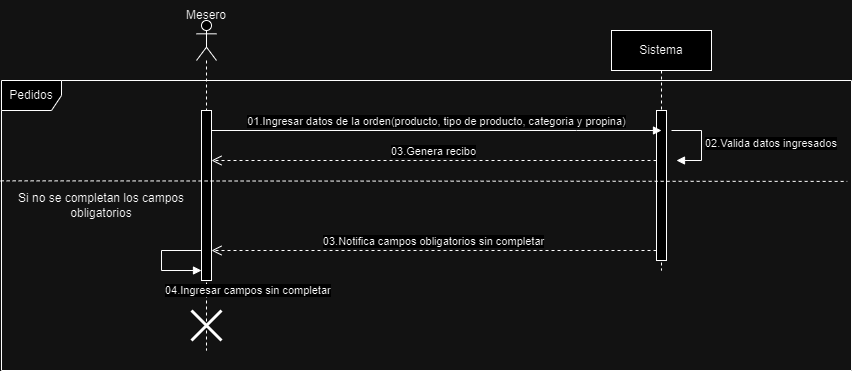 Mesero
Sistema
Pedidos
01.Ingresar datos de la orden(producto, tipo de producto, categoria y propina)
02.Valida datos ingresados
03.Genera recibo
Si no se completan los campos
obligatorios
03.Notifica campos obligatorios sin completar
04.Ingresar campos sin completar